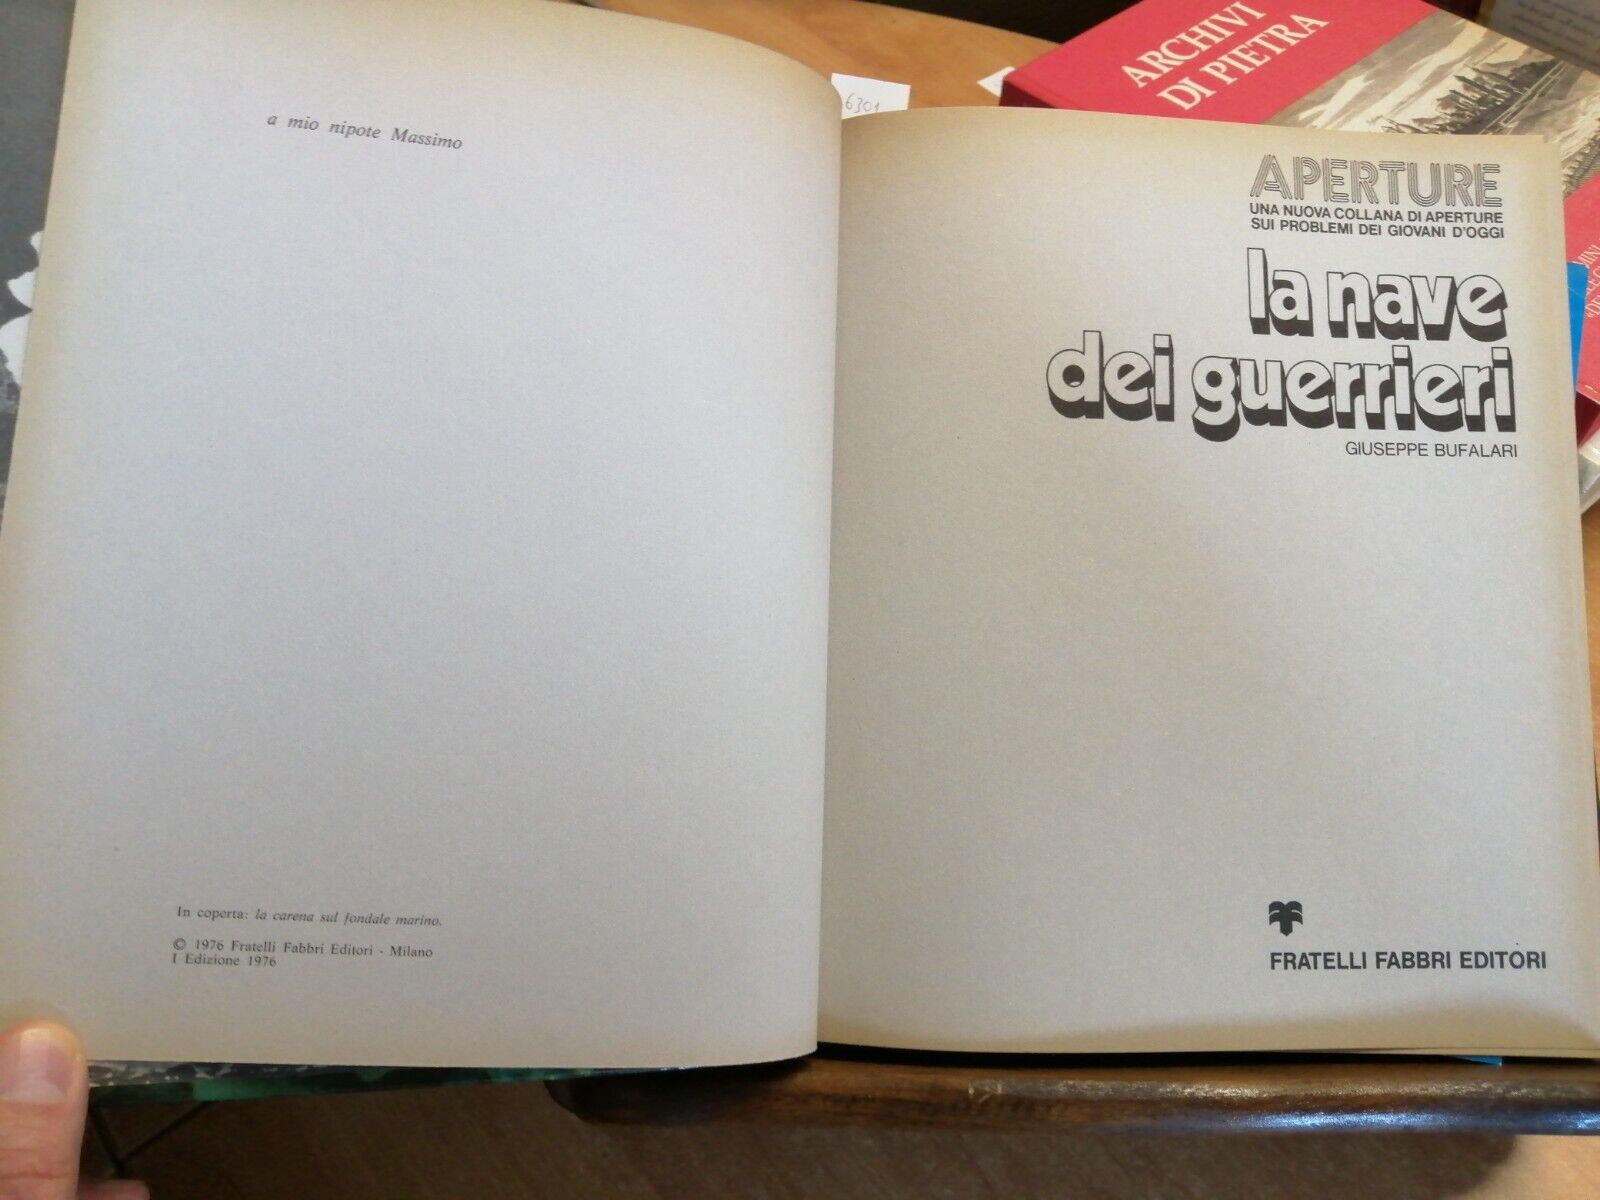 a mio nipote Massimo
In coperta: la carena sul fondale marino.
© 1976 Fratelli Fabbri Editori - Milano
I Edizione 1976
6301
ARCHIVI
DI PIETRA
APERTURE
UNA NUOVA COLLANA DI APERTURE
SUI PROBLEMI DEI GIOVANI D'OGGI
la nave
dei guerrieri
GIUSEPPE BUFALARI
FRATELLI FABBRI EDITORI